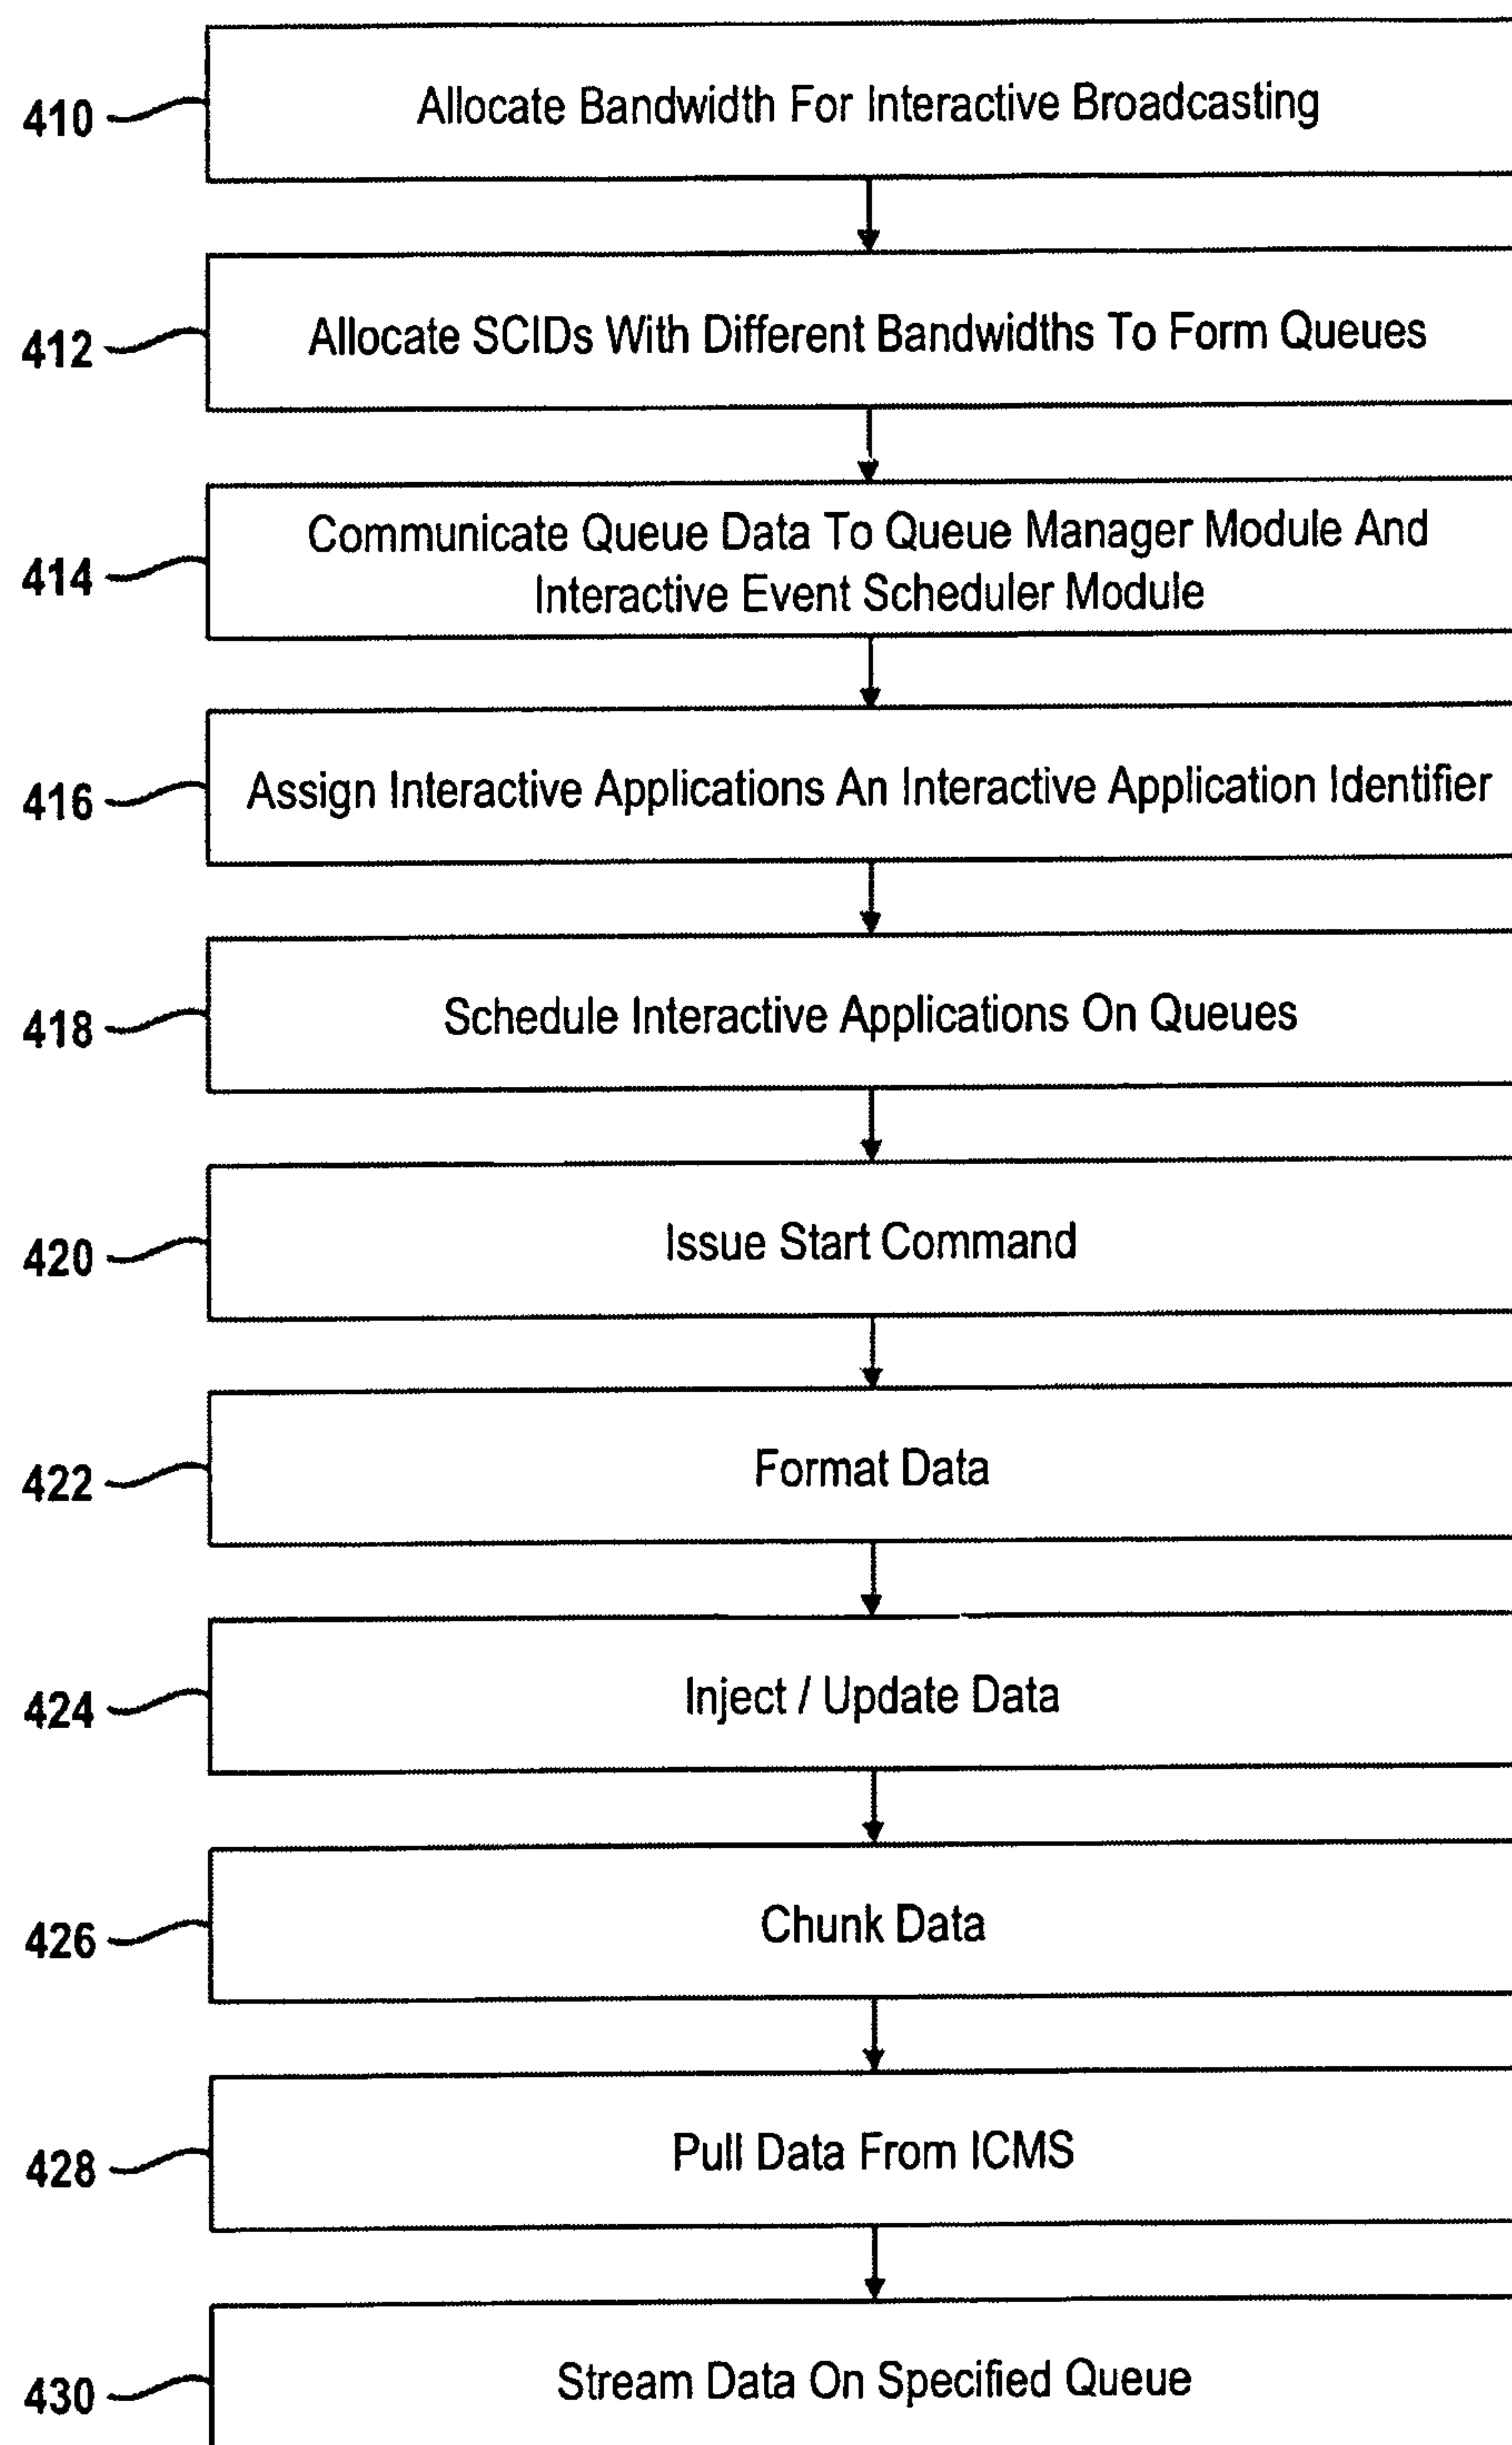 410
Allocate Bandwidth For Interactive Broadcasting
412
Allocate SCIDs With Different Bandwidths To Form Queues
414
Communicate Queue Data To Queue Manager Module And
Interactive Event Scheduler Module
416
Assign Interactive Applications An Interactive Application Identifier
418
Schedule Interactive Applications On Queues
420
Issue Start Command
422
Format Data
424
Inject / Update Data
426
Chunk Data
428
Pull Data From ICMS
430
Stream Data On Specified Queue